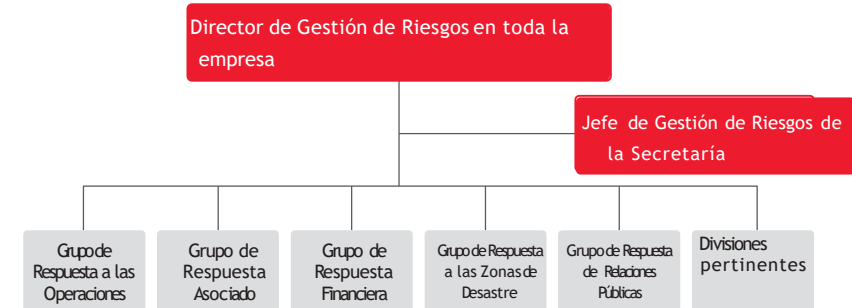 Director de Gestión de Riesgos en toda la
empresa
Jefe de Gestión de Riesgos de
la Secretaría
Grupo de
Respuesta a las
Operaciones
Grupo de
Respuesta
Asociado
Grupo de
Respuesta
Financiera
Grupo de Respuesta
a las Zonas de
Desastre
Grupo de Respuesta
de Relaciones
Públicas
Divisiones
pertinentes